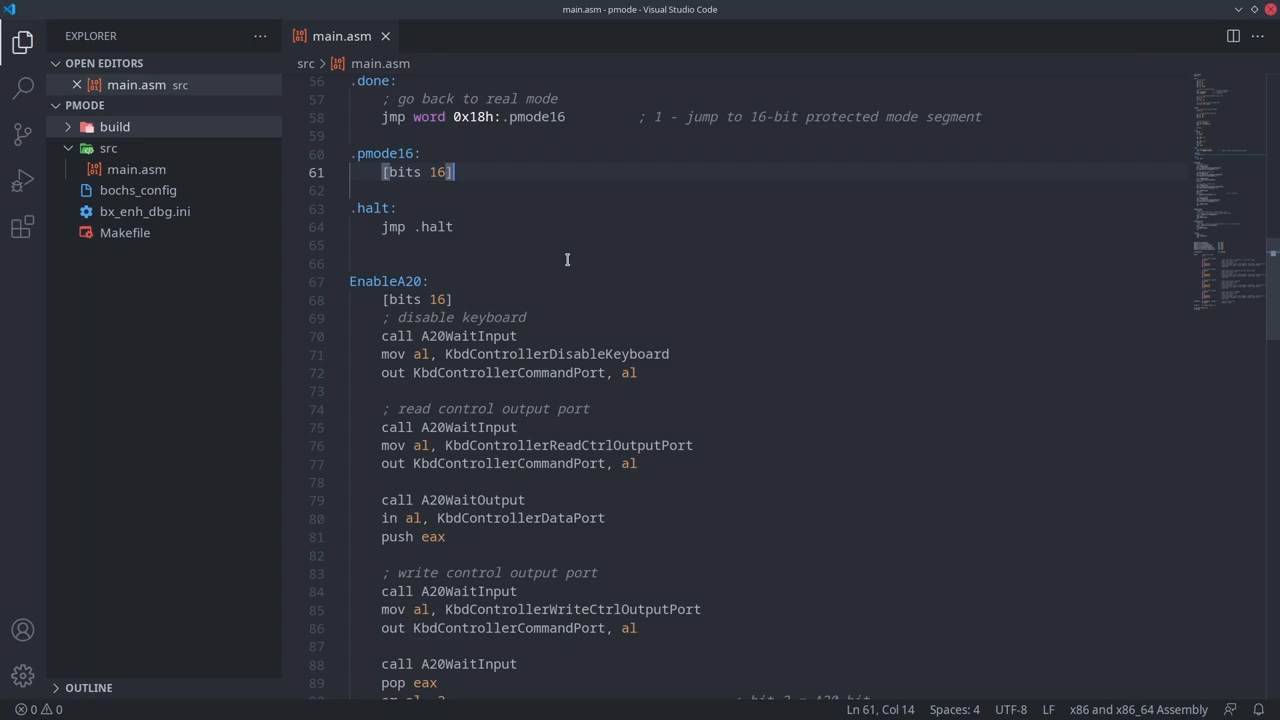 main.asm - pmode - Visual Studio Code
EXPLORER
main.asm
OPEN EDITORS
src > main.asm
main.asm src
PMODE
build
src
main.asm
bochs_config
bx_enh_dbg.ini
Makefile
OUTLINE
56 .done:
57 ; go back to real mode
58 jmp word 0x18h:.pmode16 ; 1 - jump to 16-bit protected mode segment
59
60 .pmode16:
61 [bits 16]
62
63 .halt:
64 jmp .halt
65
66
67 EnableA20:
68 [bits 16]
69 ; disable keyboard
70 call A20WaitInput
71 mov al, KbdControllerDisableKeyboard
72 out KbdControllerCommandPort, al
73
74 ; read control output port
75 call A20WaitInput
76 mov al, KbdControllerReadCtrlOutputPort
77 out KbdControllerCommandPort, al
78
79 call A20WaitOutput
80 in al, KbdControllerDataPort
81 push eax
82
83 ; write control output port
84 call A20WaitInput
85 mov al, KbdControllerWriteCtrlOutputPort
86 out KbdControllerCommandPort, al
87
88 call A20WaitInput
89 pop eax
0 0
Ln 61, Col 14 Spaces: 4 UTF-8 LF x86 and x86_64 Assembly